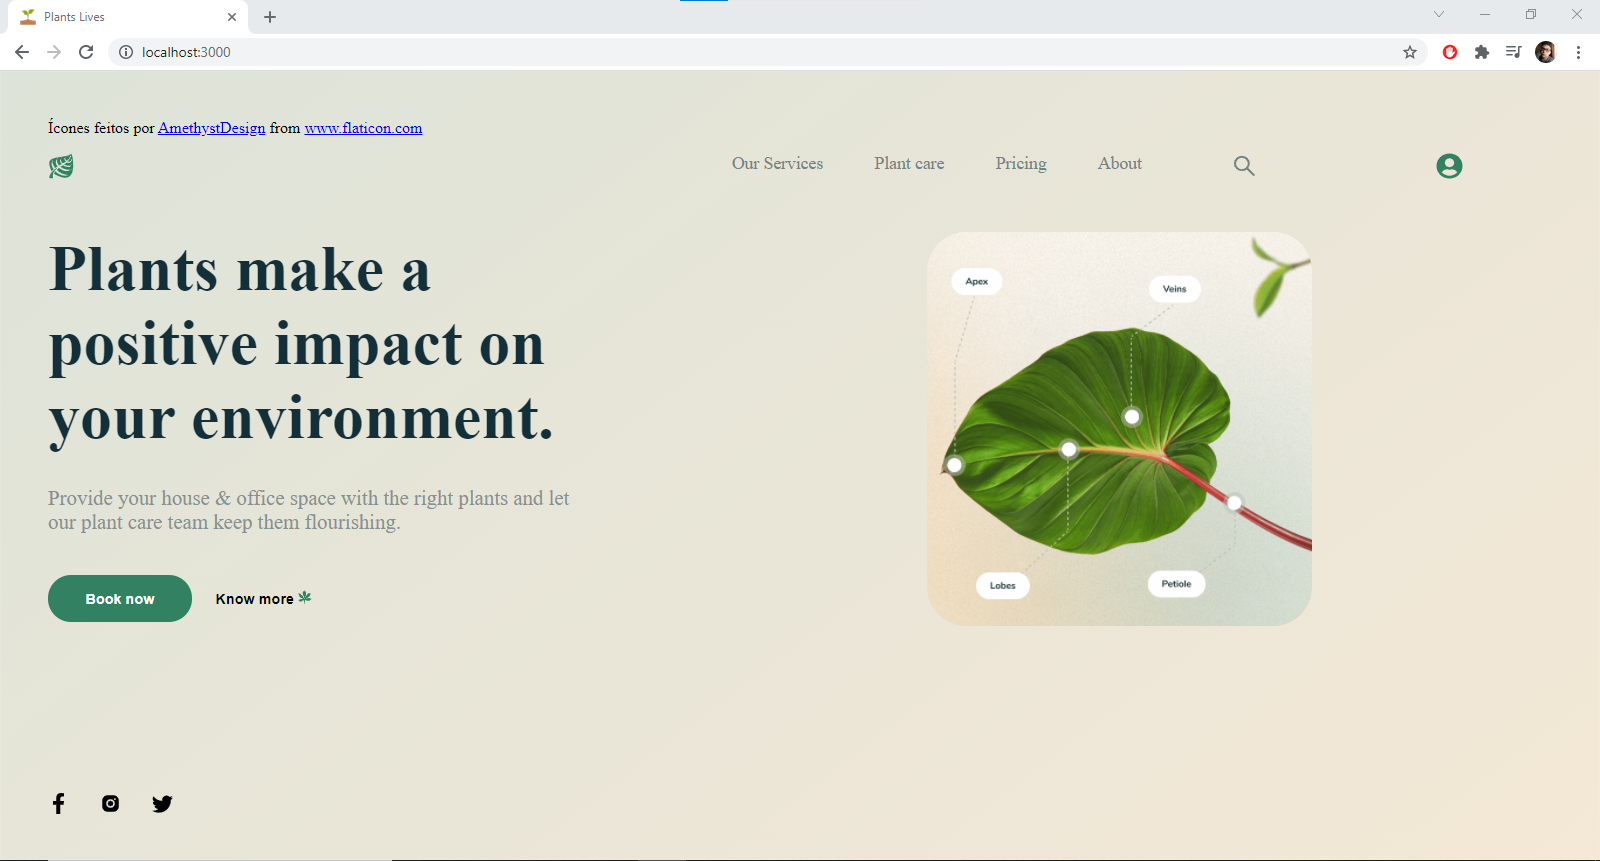 Plants Lives
localhost:3000
Ícones feitos por AmethystDesign from www.flaticon.com
Our Services Plant care Pricing About
Plants make a
positive impact on
your environment.
Apex
Veins
Lobes
Petiole
Provide your house & office space with the right plants and let
our plant care team keep them flourishing.
Book now Know more